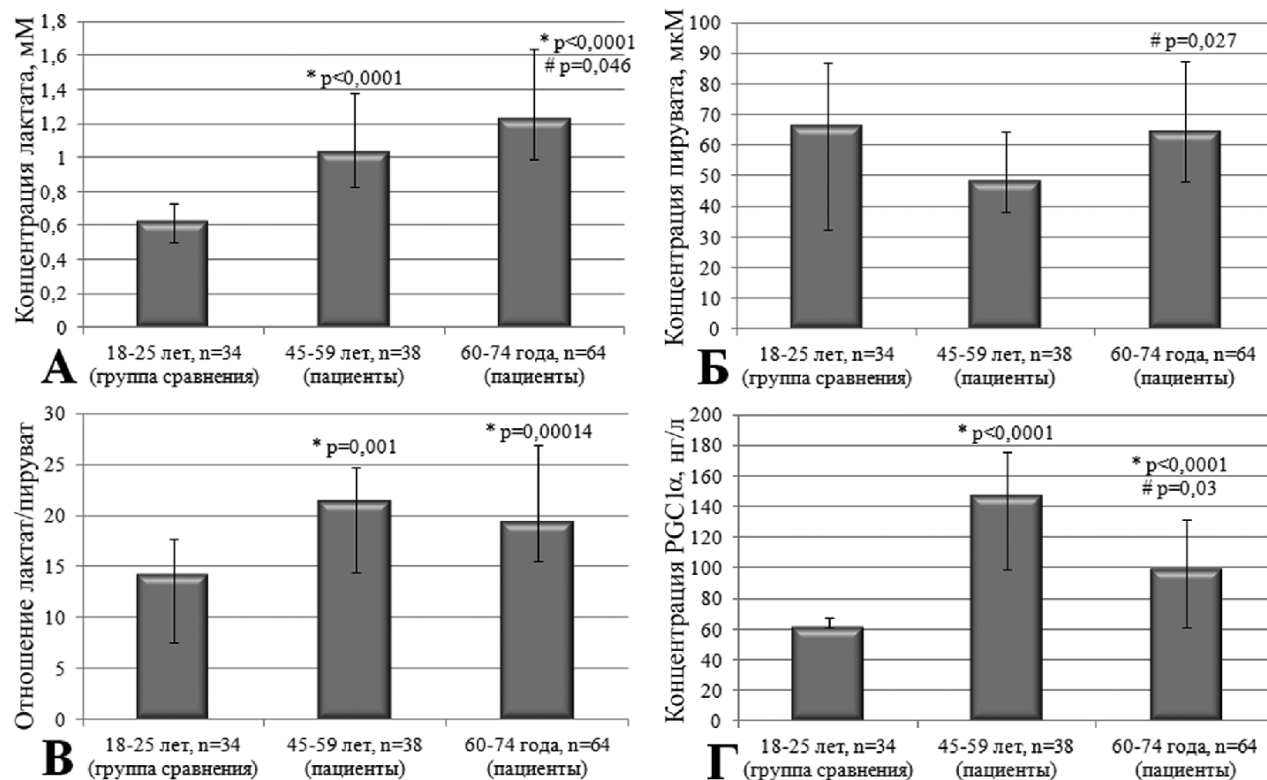 Концентрация лактата, мМ
1,8
1,6
1,4
1,2
1
0,8
0,6
0,4
0,2
0
* p<0,0001
* p<0,0001
# p=0,046
18-25 лет, n=34
(группа сравнения)
45-59 лет, n=38
(пациенты)
60-74 года, n=64
(пациенты)
А
Концентрация пирувата, мкМ
100
90
80
70
60
50
40
30
20
10
0
# p=0,027
18-25 лет, n=34
(группа сравнения)
45-59 лет, n=38
(пациенты)
60-74 года, n=64
(пациенты)
Б
Отношение лактат/пируват
30
25
20
15
10
5
0
* p=0,001
* p=0,00014
18-25 лет, n=34
(группа сравнения)
45-59 лет, n=38
(пациенты)
60-74 года, n=64
(пациенты)
В
Концентрация PGC1α, нг/л
200
180
160
140
120
100
80
60
40
20
0
* p<0,0001
* p<0,0001
# p=0,03
18-25 лет, n=34
(группа сравнения)
45-59 лет, n=38
(пациенты)
60-74 года, n=64
(пациенты)
Г